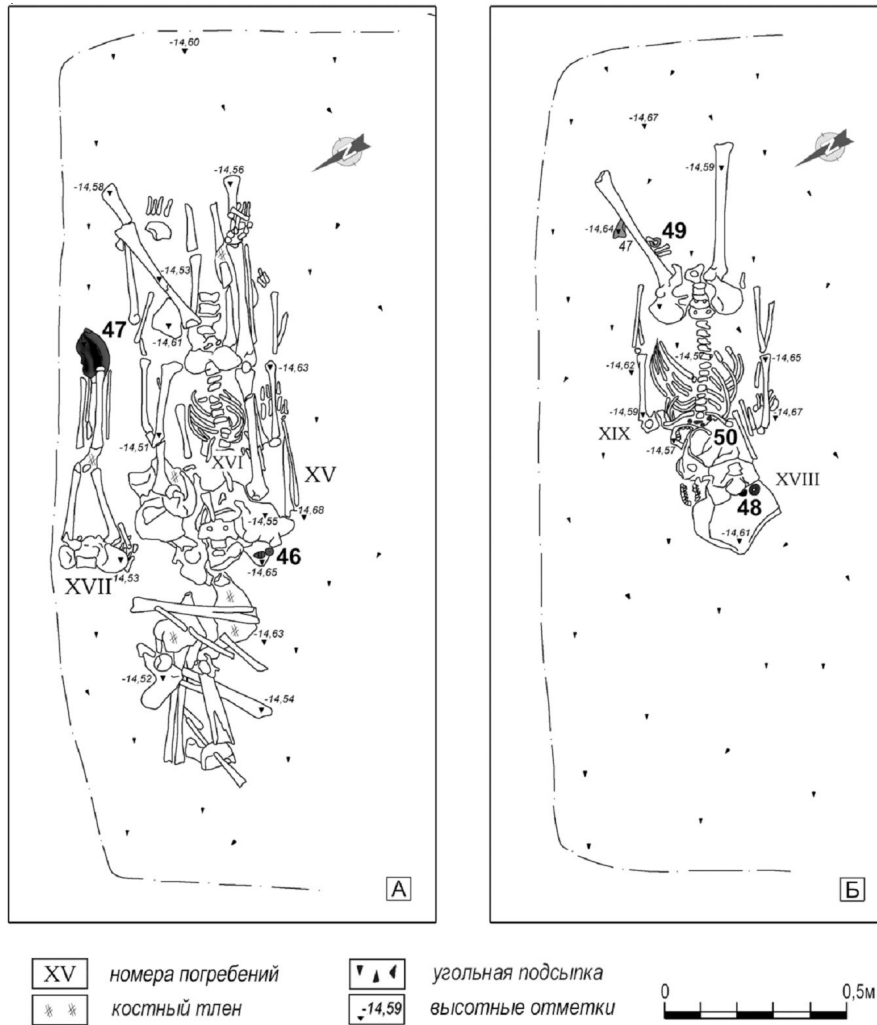 -14,60
-14,56
-14,58
-14,53
47
-14,61
-14,63
-14,51
XVI
XV
-14,68
-14,55
46
-14,65
XVII
14,53
-14,63
-14,52
-14,54
А
N
-14,67
-14,59
-14,64
47
49
-14,57
-14,62
-14,65
-14,59
-14,67
XIX
50
-14,57
XVIII
48
-14,61
Б
N
XV номера погребений
угольная подсыпка
костный тлен
-14,59 высотные отметки
0 0,5м